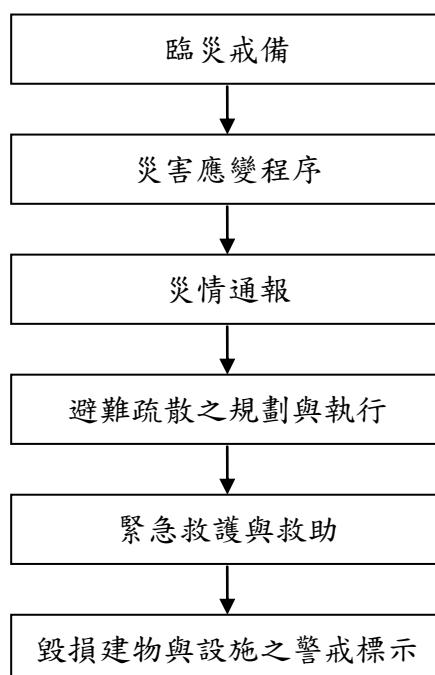 臨災戒備
災害應變程序
災情通報
避難疏散之規劃與執行
緊急救護與救助
毀損建物與設施之警戒標示